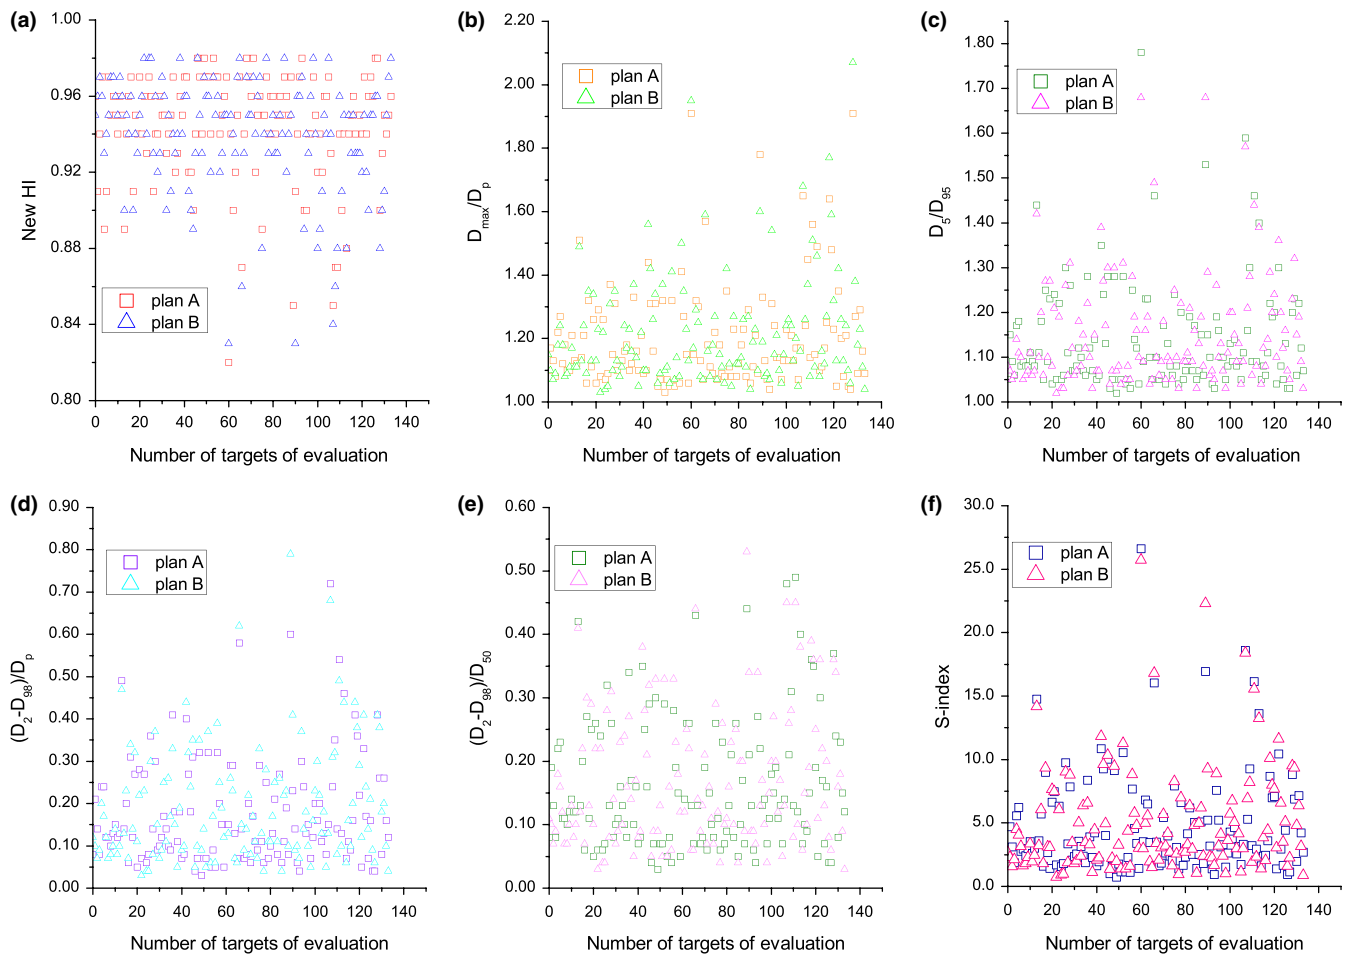 (a)
1.00
0.96
0.92
0.88
0.84
0.80
New HI
plan A
plan B
0 20 40 60 80 100 120 140
Number of targets of evaluation
(b)
2.20
2.00
1.80
1.60
1.40
1.20
1.00
Dmax/Dp
plan A
plan B
0 20 40 60 80 100 120 140
Number of targets of evaluation
(c)
1.80
1.70
1.60
1.50
1.40
1.30
1.20
1.10
1.00
D5/D95
plan A
plan B
0 20 40 60 80 100 120 140
Number of targets of evaluation
(d)
0.90
0.80
0.70
0.60
0.50
0.40
0.30
0.20
0.10
0.00
(D2-D98)/Dp
plan A
plan B
0 20 40 60 80 100 120 140
Number of targets of evaluation
(e)
0.60
0.50
0.40
0.30
0.20
0.10
0.00
(D2-D98)/D50
plan A
plan B
0 20 40 60 80 100 120 140
Number of targets of evaluation
(f)
30.0
25.0
20.0
15.0
10.0
5.0
0.0
S-index
plan A
plan B
0 20 40 60 80 100 120 140
Number of targets of evaluation